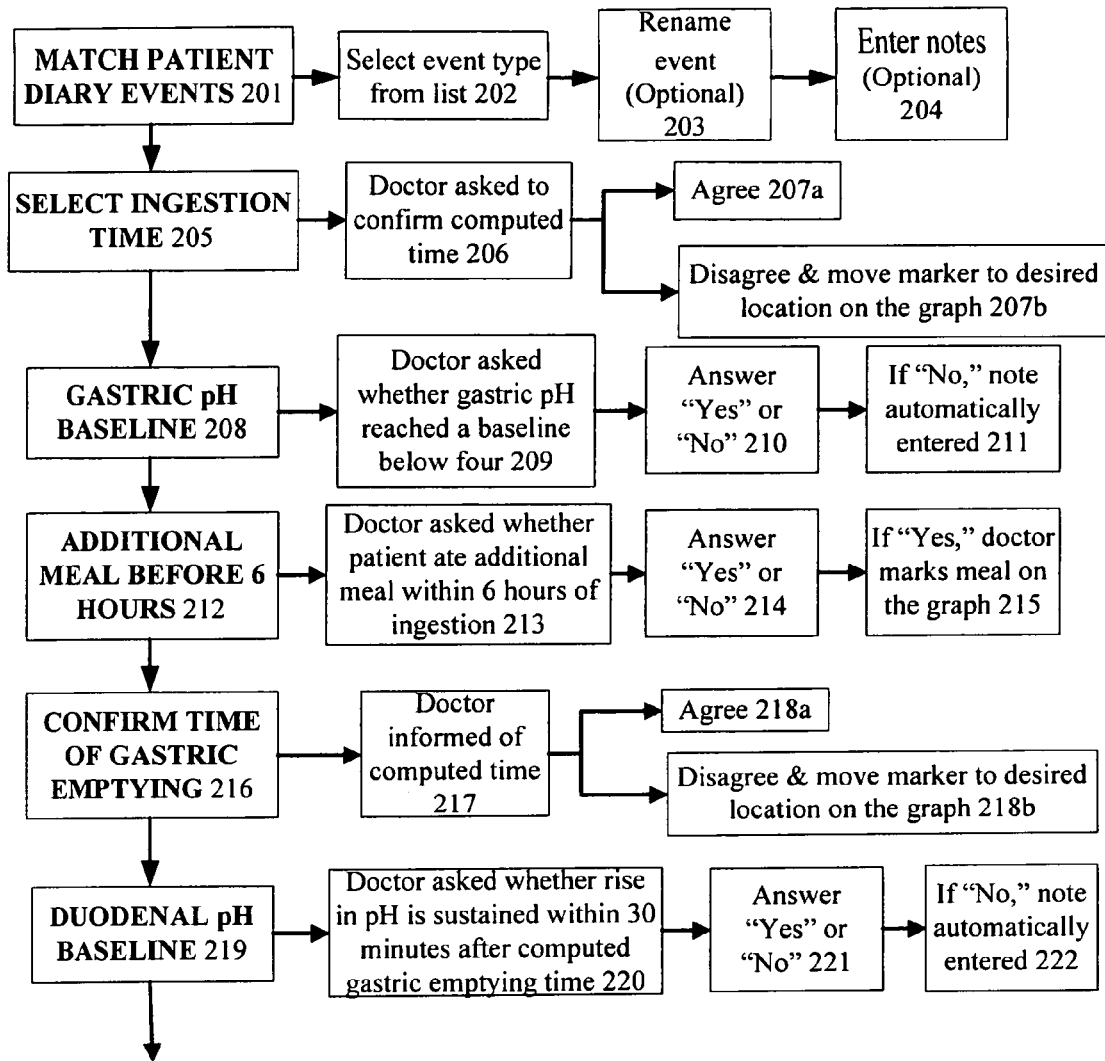 MATCH PATIENT
DIARY EVENTS 201
Select event type
from list 202
Rename
event
(Optional)
203
Enter notes
(Optional)
204
SELECT INGESTION
TIME 205
Doctor asked to
confirm computed
time 206
Agree 207a
Disagree & move marker to desired
location on the graph 207b
GASTRIC pH
BASELINE 208
Doctor asked
whether gastric pH
reached a baseline
below four 209
Answer
“Yes” or
“No” 210
If “No,” note
automatically
entered 211
ADDITIONAL
MEAL BEFORE 6
HOURS 212
Doctor asked whether
patient ate additional
meal within 6 hours of
ingestion 213
Answer
“Yes” or
“No” 214
If “Yes,” doctor
marks meal on
the graph 215
CONFIRM TIME
OF GASTRIC
EMPTYING 216
Doctor
informed of
computed time
217
Agree 218a
Disagree & move marker to desired
location on the graph 218b
DUODENAL pH
BASELINE 219
Doctor asked whether rise
in pH is sustained within 30
minutes after computed
gastric emptying time 220
Answer
“Yes” or
“No” 221
If “No,” note
automatically
entered 222